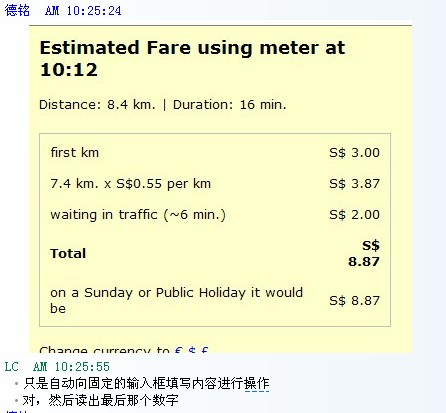 德铭 AM 10:25:24
Estimated Fare using meter at
10:12
Distance: 8.4 km. | Duration: 16 min.
first km S$ 3.00
7.4 km. x S$0.55 per km S$ 3.87
waiting in traffic (~6 min.) S$ 2.00
Total S$ 8.87
on a Sunday or Public Holiday it would
be S$ 8.87
Change currency to € $ £
LC AM 10:25:55
·只是自动向固定的输入框填写内容进行操作
·对，然后读出最后那个数字